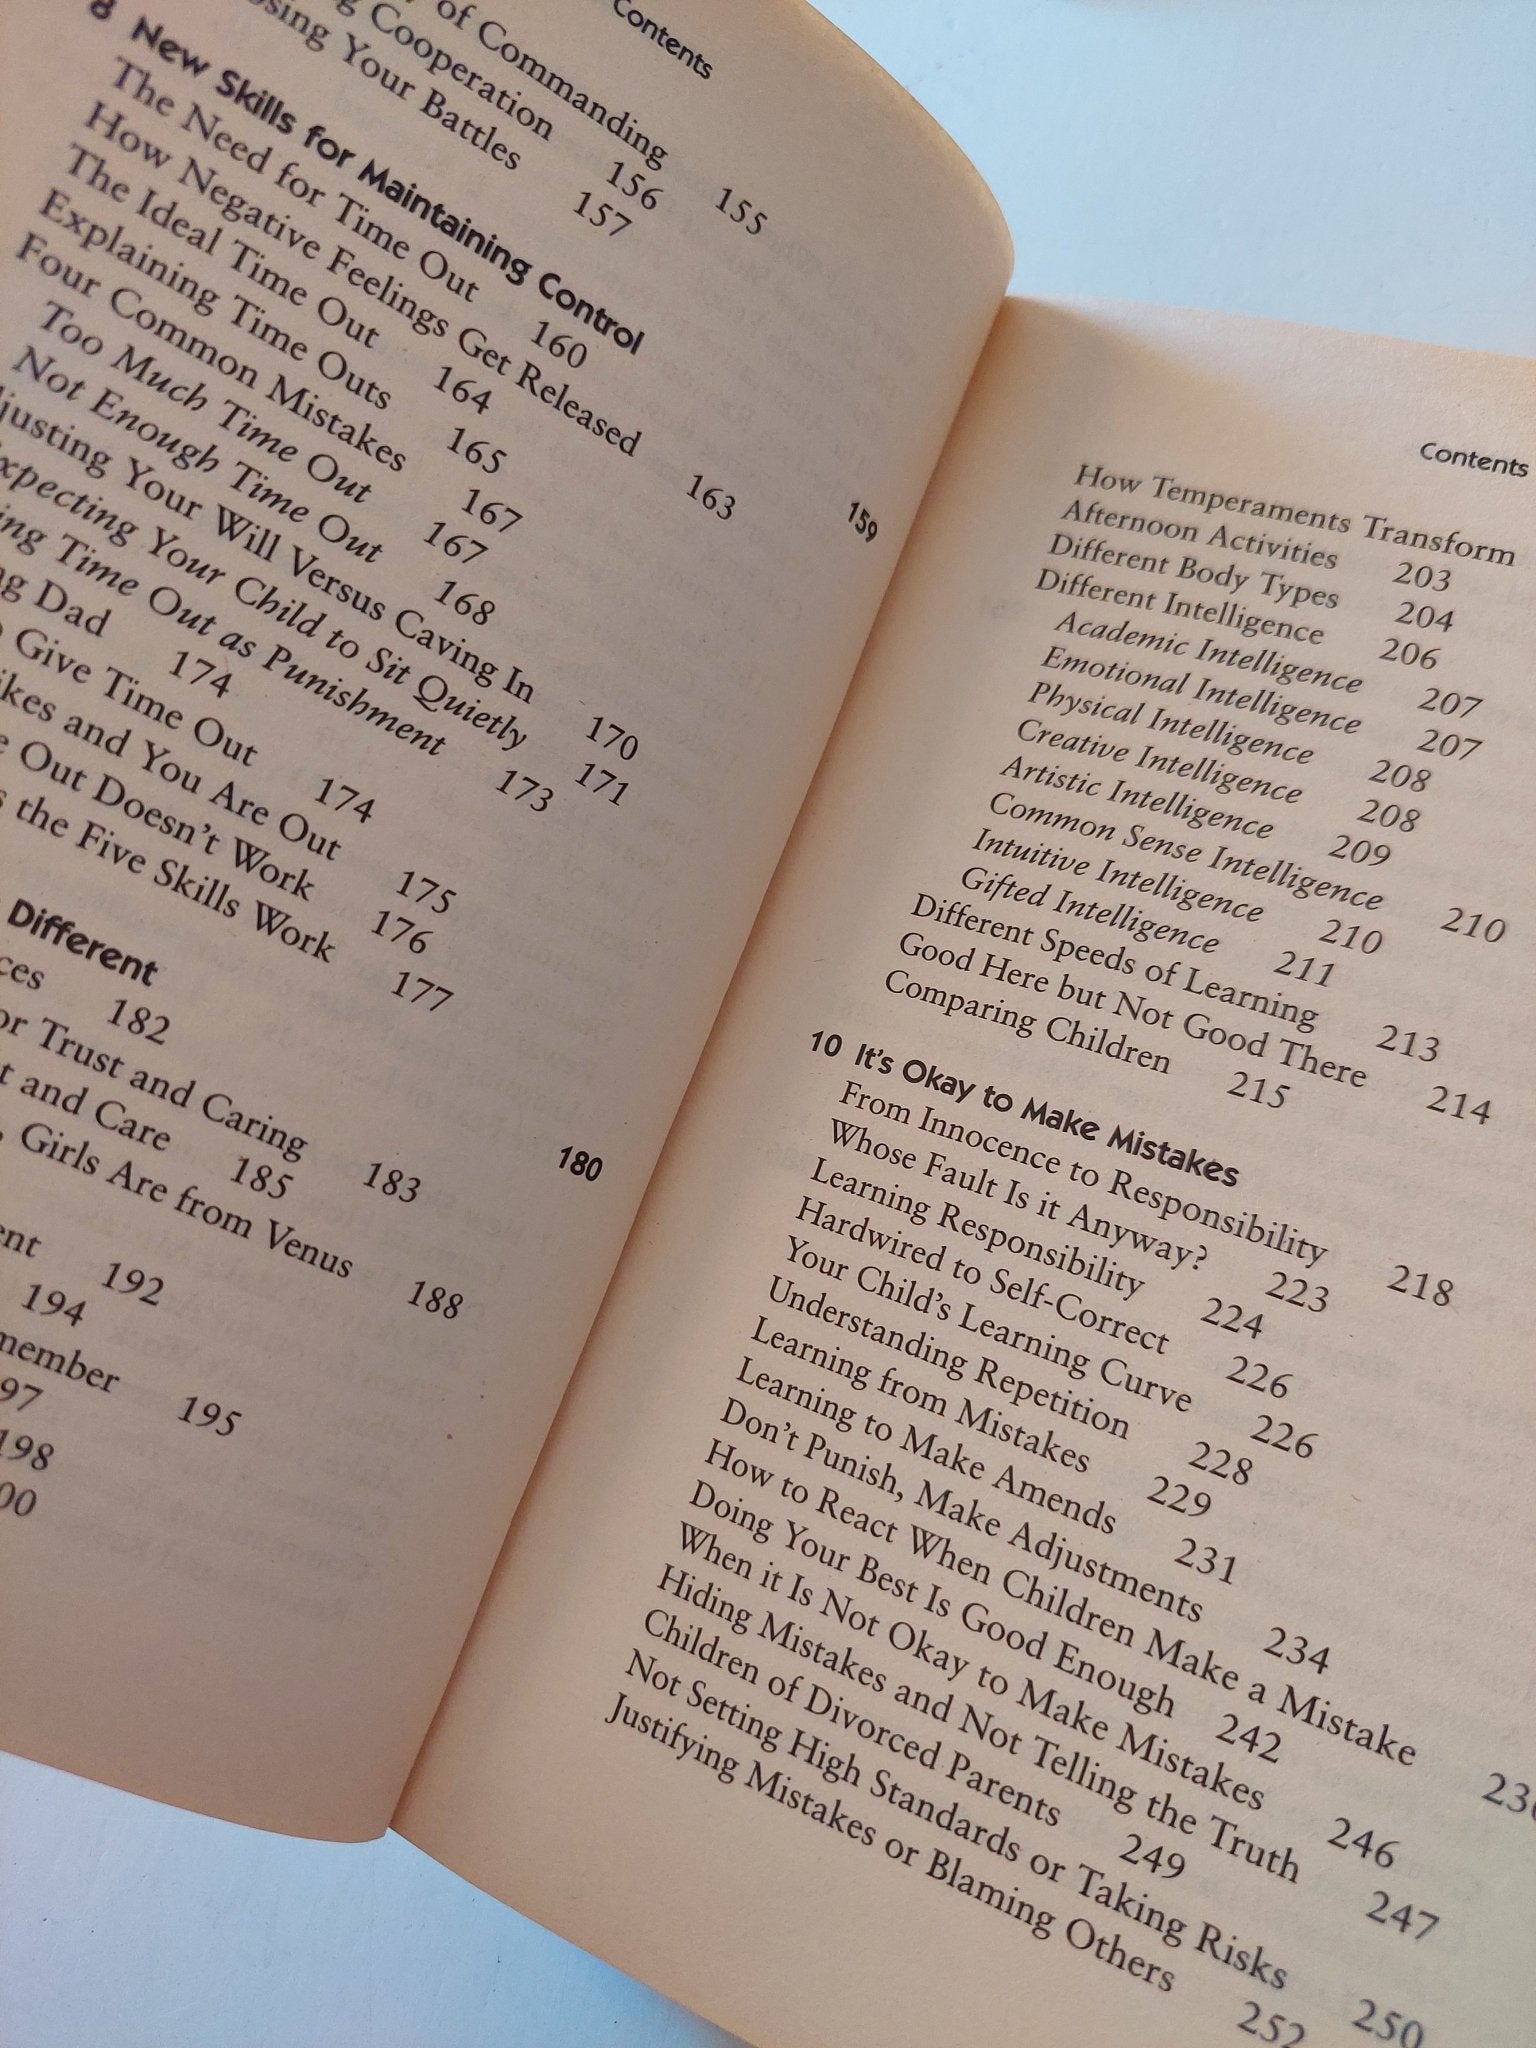 Contents
of Commanding 155
Cooperation 156
Your Battles 157
8 New Skills for Maintaining Control 159
The Need for Time Out 160
How Negative Feelings Get Released 163
The Ideal Time Out 164
Explaining Time Outs 165
Four Common Mistakes 167
Too Much Time Out 167
Not Enough Time Out 168
justing Your Will Versus Caving In 170
xpecting Your Child to Sit Quietly 171
ing Time Out as Punishment 173
ng Dad 174
Give Time Out 174
ikes and You Are Out 175
e Out Doesn't Work 176
s the Five Skills Work 177
Different 180
ces 182
or Trust and Caring 183
t and Care 185
, Girls Are from Venus 188
ent 192
194
member 195
97
198
00
Contents
How Temperaments Transform
Afternoon Activities 203
Different Body Types 204
Different Intelligence 206
Academic Intelligence 207
Emotional Intelligence 207
Physical Intelligence 208
Creative Intelligence 208
Artistic Intelligence 209
Common Sense Intelligence 210
Intuitive Intelligence 210
Gifted Intelligence 211
Different Speeds of Learning 213
Good Here but Not Good There 214
Comparing Children 215
10 It's Okay to Make Mistakes
From Innocence to Responsibility 218
Whose Fault Is it Anyway? 223
Learning Responsibility 224
Hardwired to Self-Correct 226
Your Child's Learning Curve 226
Understanding Repetition 228
Learning from Mistakes 229
Learning to Make Amends 231
Don't Punish, Make Adjustments 234
How to React When Children Make a Mistake 23
Doing Your Best Is Good Enough 242
When it Is Not Okay to Make Mistakes 246
Hiding Mistakes and Not Telling the Truth 247
Children of Divorced Parents 249
Not Setting High Standards or Taking Risks 250
Justifying Mistakes or Blaming Others 252